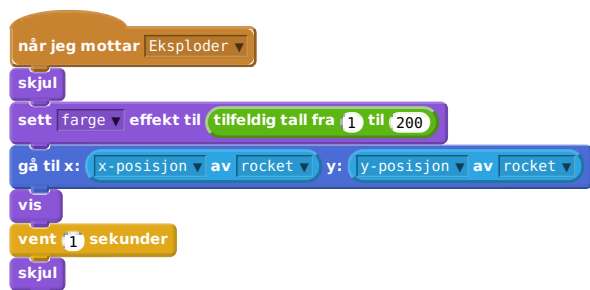 når jeg mottar Eksploder
skjul
sett farge effekt til tilfeldig tall fra 1 til 200
gå til x: x-posisjon av rocket y: y-posisjon av rocket
vis
vent 1 sekunder
skjul